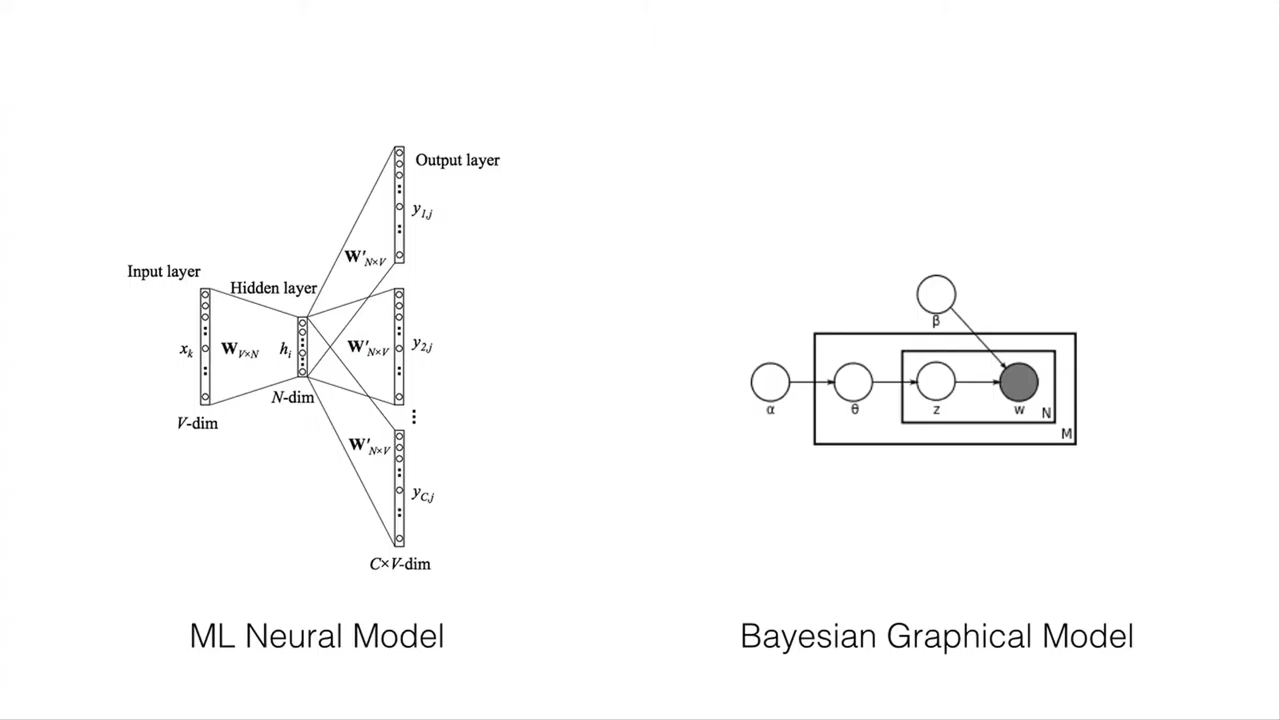 Output layer
y1,j
W'N×V
Input layer
Hidden layer
xk
WV×N
hi
W'N×V
y2,j
N-dim
V-dim
W'N×V
yC,j
C×V-dim
ML Neural Model
β
α
θ
z
w
N
M
Bayesian Graphical Model